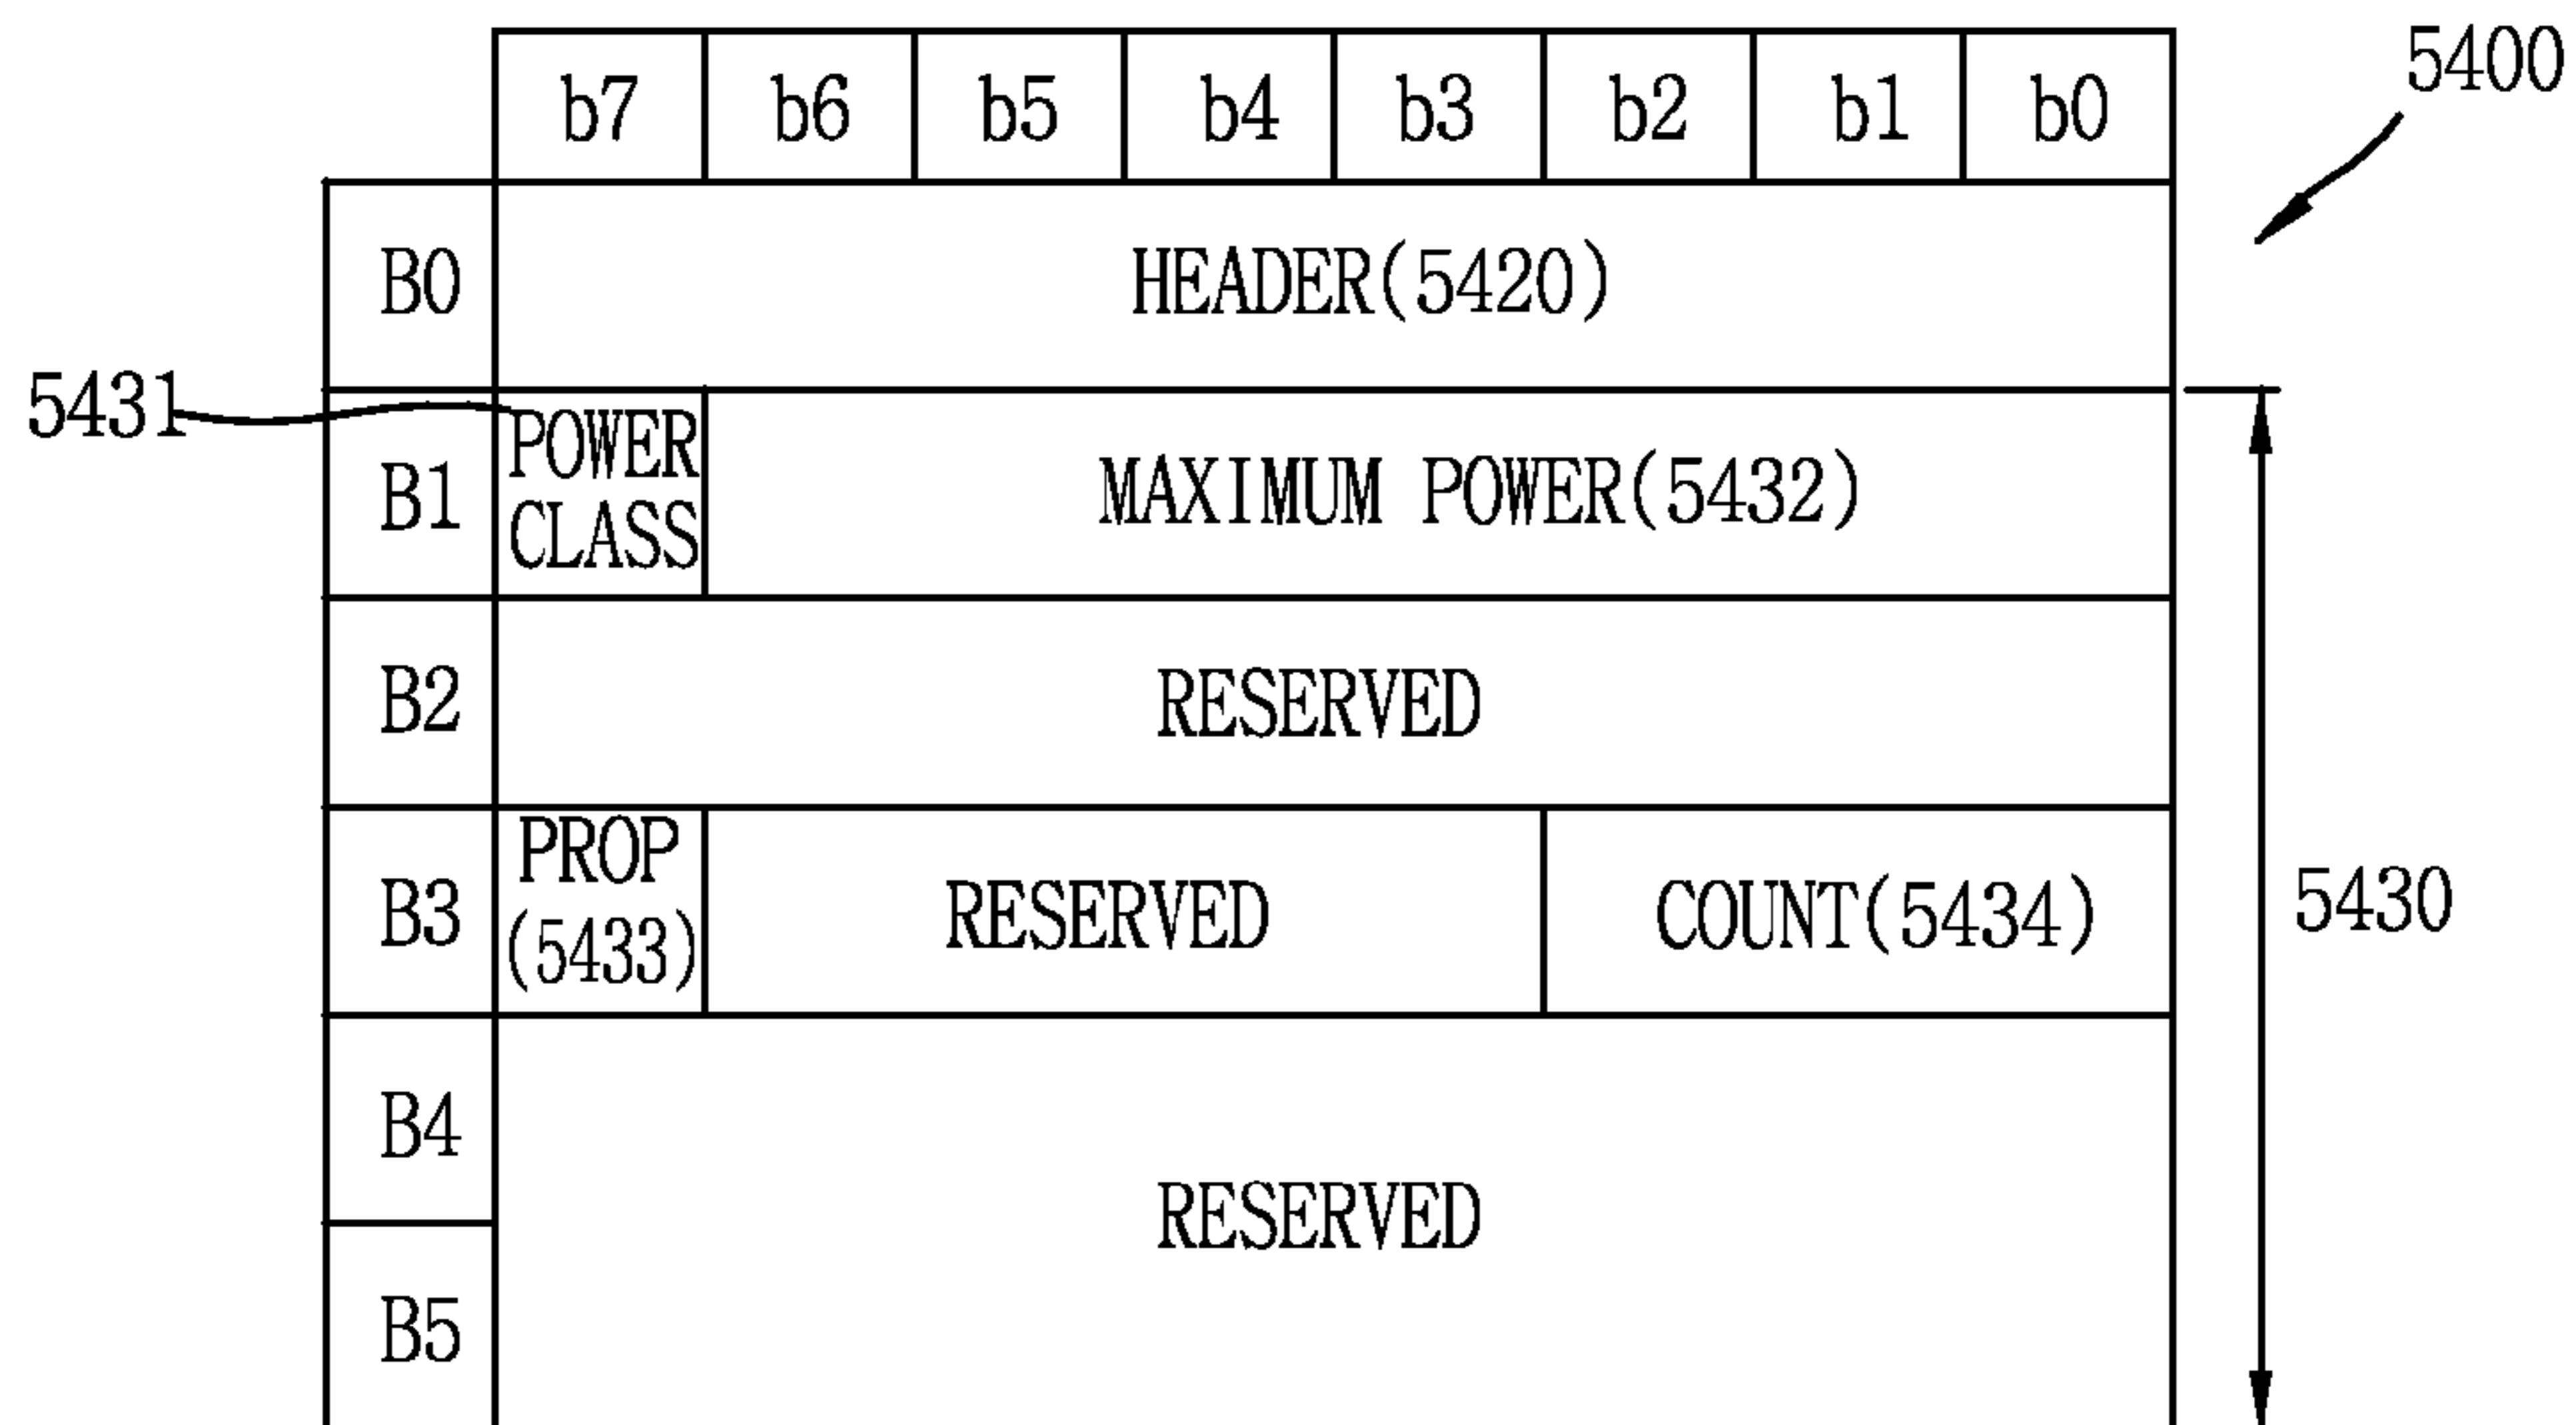 b7 b6 b5 b4 b3 b2 b1 b0
5400
B0 HEADER(5420)
5431
B1 POWER CLASS MAXIMUM POWER(5432)
B2 RESERVED
B3 PROP (5433) RESERVED COUNT(5434)
5430
B4
RESERVED
B5